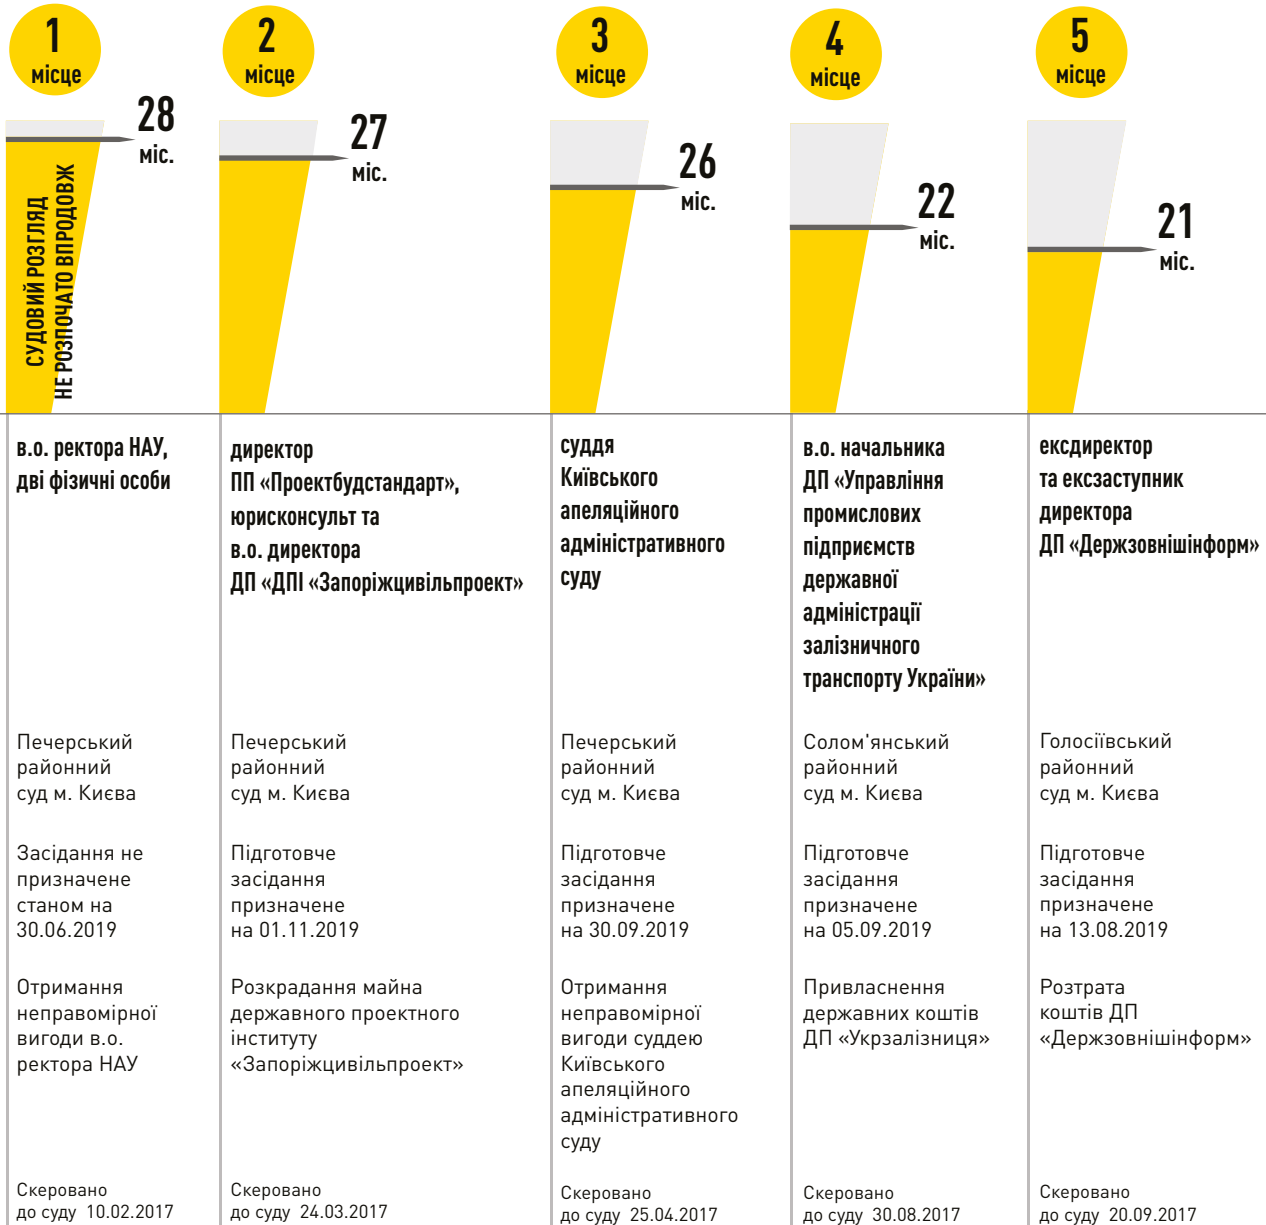 1
місце
28
міс.
СУДОВИЙ РОЗГЛЯД
НЕ РОЗПОЧАТО ВПРОДОВЖ
в.о. ректора НАУ,
дві фізичні особи
Печерський
районний
суд м. Києва
Засідання не
призначене
станом на
30.06.2019
Отримання
неправомірної
вигоди в.о.
ректора НАУ
Скеровано
до суду 10.02.2017
2
місце
27
міс.
директор
ПП «Проектбудстандарт»,
юрисконсульт та
в.о. директора
ДП «ДПІ «Запоріжцивільпроект»
Печерський
районний
суд м. Києва
Підготовче
засідання
призначене
на 01.11.2019
Розкрадання майна
державного проектного
інституту
«Запоріжцивільпроект»
Скеровано
до суду 24.03.2017
3
місце
26
міс.
суддя
Київського
апеляційного
адміністративного
суду
Печерський
районний
суд м. Києва
Підготовче
засідання
призначене
на 30.09.2019
Отримання
неправомірної
вигоди суддею
Київського
апеляційного
адміністративного
суду
Скеровано
до суду 25.04.2017
4
місце
22
міс.
в.о. начальника
ДП «Управління
промислових
підприємств
державної
адміністрації
залізничного
транспорту України»
Солом'янський
районний
суд м. Києва
Підготовче
засідання
призначене
на 05.09.2019
Привласнення
державних коштів
ДП «Укрзалізниця»
Скеровано
до суду 30.08.2017
5
місце
21
міс.
ексдиректор
та ексзаступник
директора
ДП «Держзовнішінформ»
Голосіївський
районний
суд м. Києва
Підготовче
засідання
призначене
на 13.08.2019
Розтрата
коштів ДП
«Держзовнішінформ»
Скеровано
до суду 20.09.2017